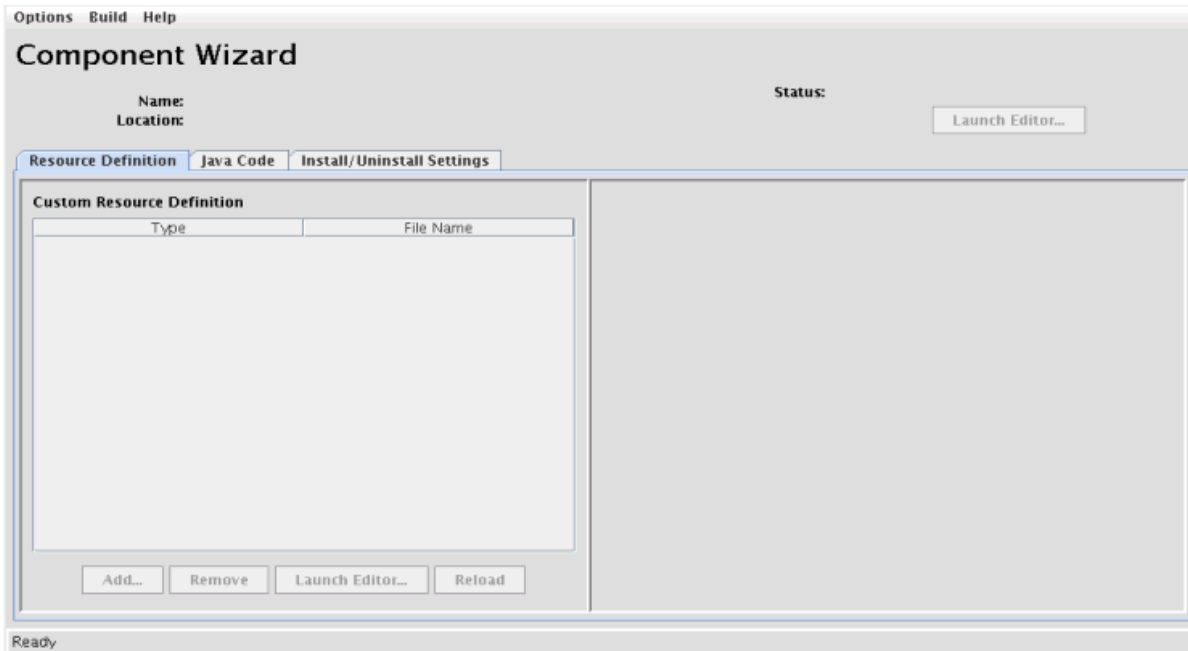 Options Build Help
Component Wizard
Name:
Status:
Location:
Launch Editor...
Resource Definition Java Code Install/Uninstall Settings
Custom Resource Definition
Type File Name
Add... Remove Launch Editor... Reload
Ready